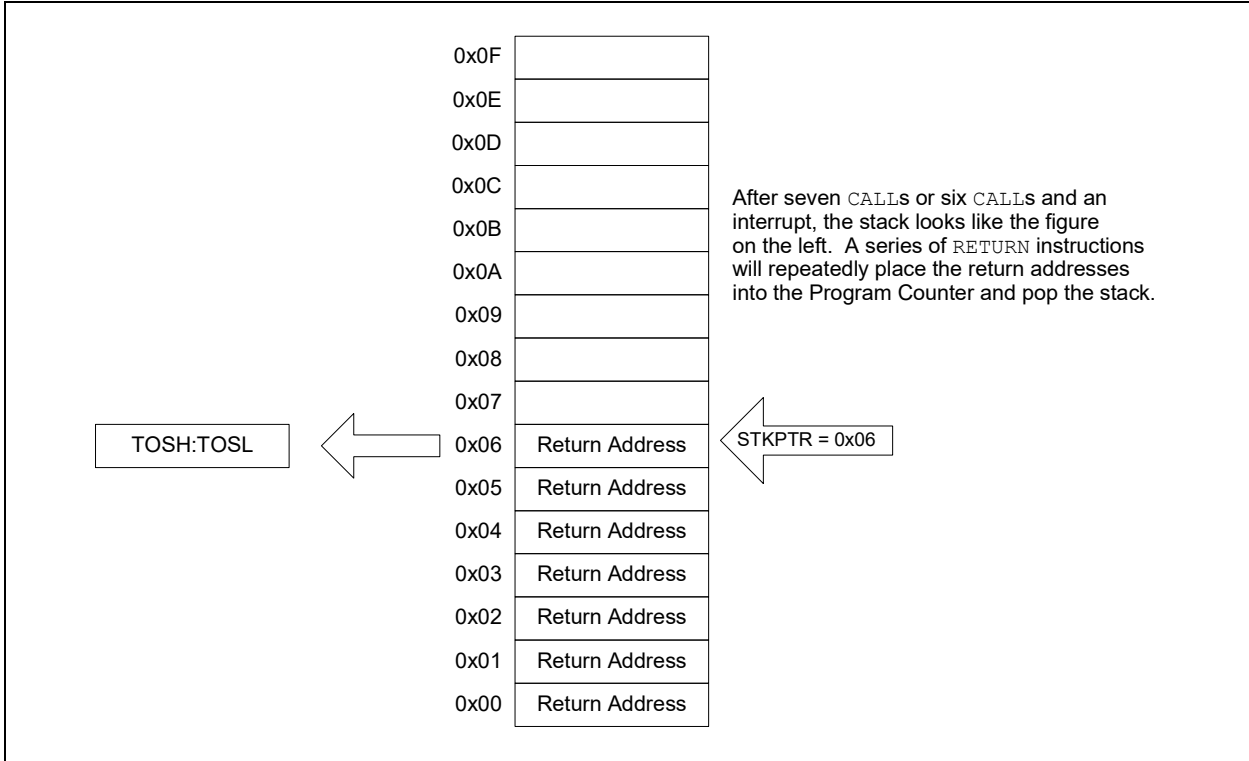 0x0F
0x0E
0x0D
0x0C
0x0B
0x0A
0x09
0x08
0x07
After seven CALLs or six CALLs and an
interrupt, the stack looks like the figure
on the left.  A series of RETURN instructions
will repeatedly place the return addresses
into the Program Counter and pop the stack.
TOSH:TOSL
0x06 Return Address
STKPTR = 0x06
0x05 Return Address
0x04 Return Address
0x03 Return Address
0x02 Return Address
0x01 Return Address
0x00 Return Address